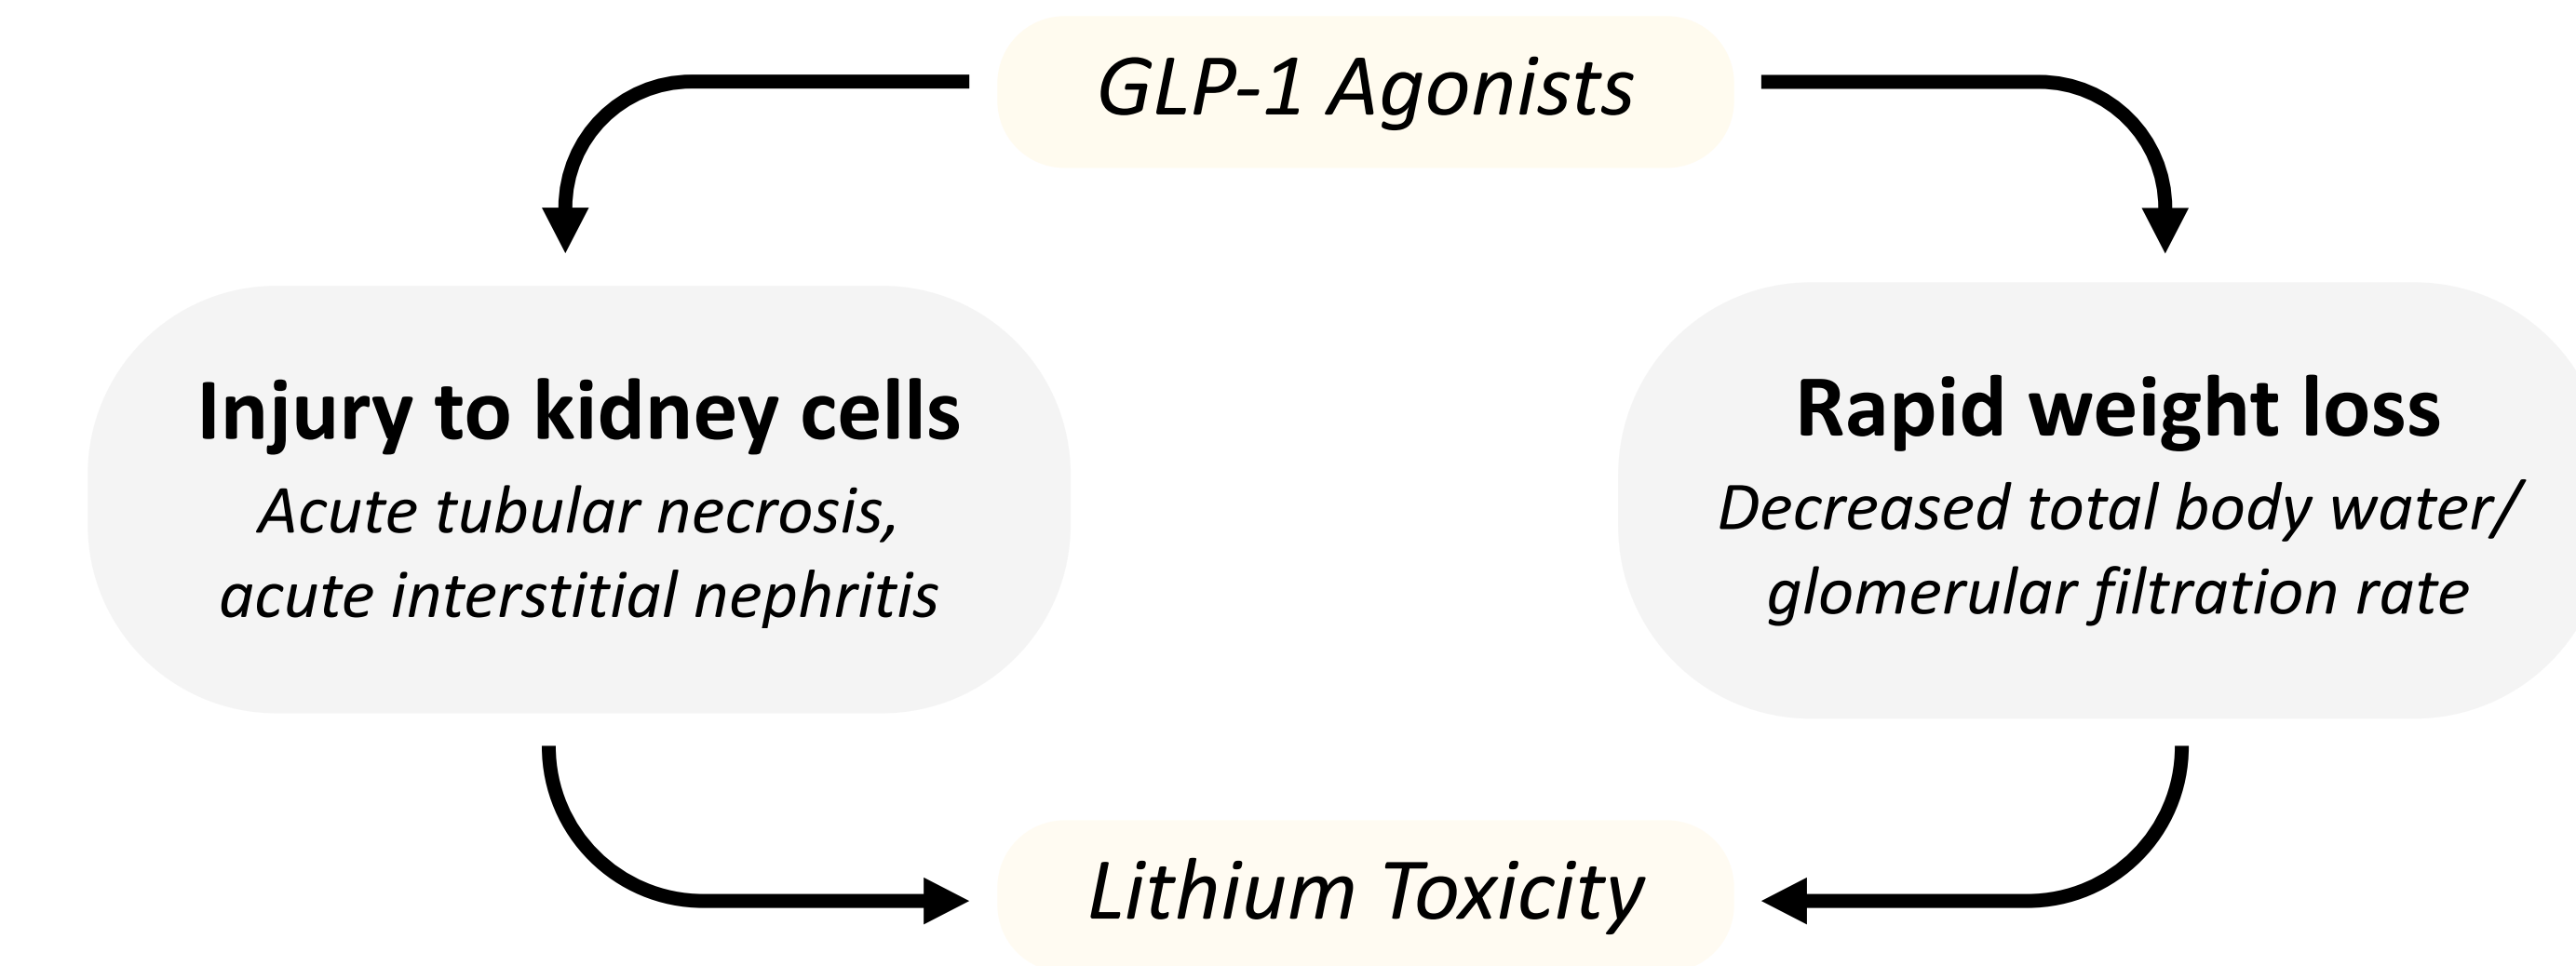 GLP-1 Agonists
Injury to kidney cells
Acute tubular necrosis,
acute interstitial nephritis
Rapid weight loss
Decreased total body water/
glomerular filtration rate
Lithium Toxicity